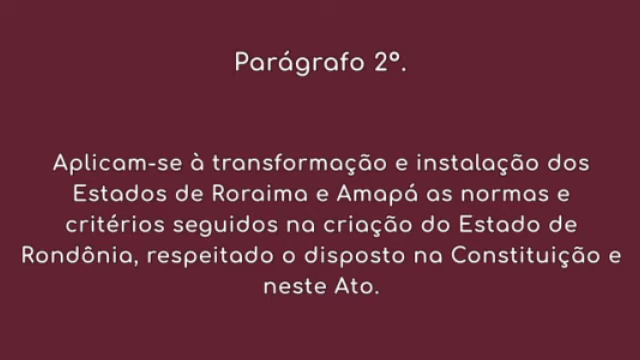 Parágrafo 2º.
Aplicam-se à transformação e instalação dos
Estados de Roraima e Amapá as normas e
critérios seguidos na criação do Estado de
Rondônia, respeitado o disposto na Constituição e
neste Ato.